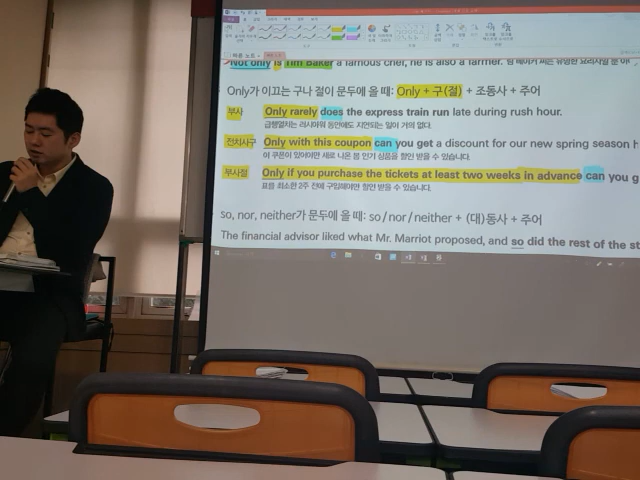 Not only is Tim Baker a famous chef, he is also a farmer.
Only가 이끄는 구나 절이 문두에 올 때: Only + 구(절) + 조동사 + 주어
부사 Only rarely does the express train run late during rush hour.
급행열차는 러시아워 동안에도 지연되는 일이 거의 없다.
전치사구 Only with this coupon can you get a discount for our new spring season h
이 쿠폰이 있어야만 새로 나온 봄 인기 상품을 할인 받을 수 있습니다.
부사절 Only if you purchase the tickets at least two weeks in advance can you g
표를 최소한 2주 전에 구입해야만 할인 받을 수 있습니다.
so, nor, neither가 문두에 올 때: so/nor/neither + (대)동사 + 주어
The financial advisor liked what Mr. Marriot proposed, and so did the rest of the st